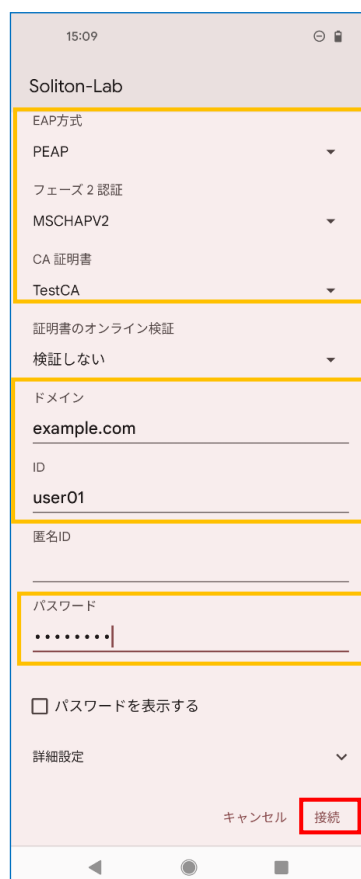 15:09
Soliton-Lab
EAP方式
PEAP
フェーズ 2 認証
MSCHAPV2
CA 証明書
TestCA
証明書のオンライン検証
検証しない
ドメイン
example.com
ID
user01
匿名ID
パスワード
••••••••
パスワードを表示する
詳細設定
キャンセル 接続